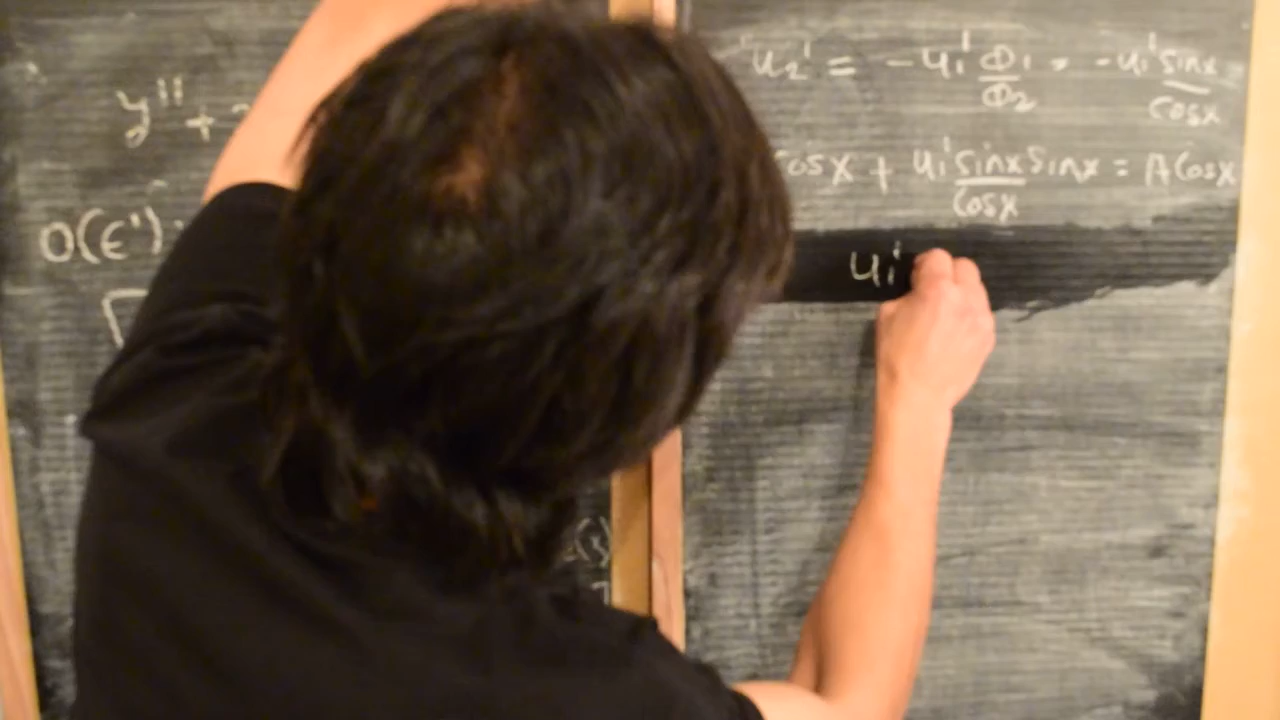 y'' +
O(ϵ')
u₂' = -u₁' Φ₁/Φ₂ = -u₁' sinx/cosx
cosx + u₁' sinx/cosx sinx = A cosx
u₁'